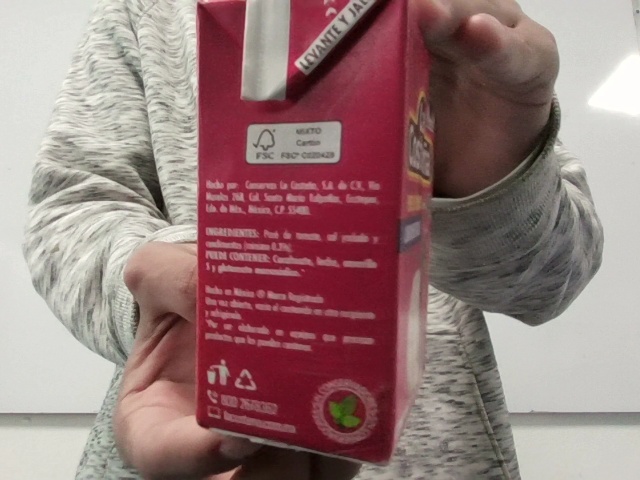 LEVANTE Y JAL
MIXTO
Cartón
FSC FSC® C020428
Hecho por: Conservas La Costeña, S.A. de C.V., Vía
Morelos 268, Col. Santa María Tulpetlac, Ecatepec,
Edo. de Méx., México, C.P. 55400.
INGREDIENTES: Puré de tomate, sal yodada y
condimentos (mínimo 0.3%).
PUEDE CONTENER: Cacahuate, leche, amarillo
5 y glutamato monosódico.*
Hecho en México ® Marca Registrada
Una vez abierto, vacíe el contenido en otro recipiente
y refrigérelo.
*Por ser elaborado en equipos que procesan
productos que los pueden contener.